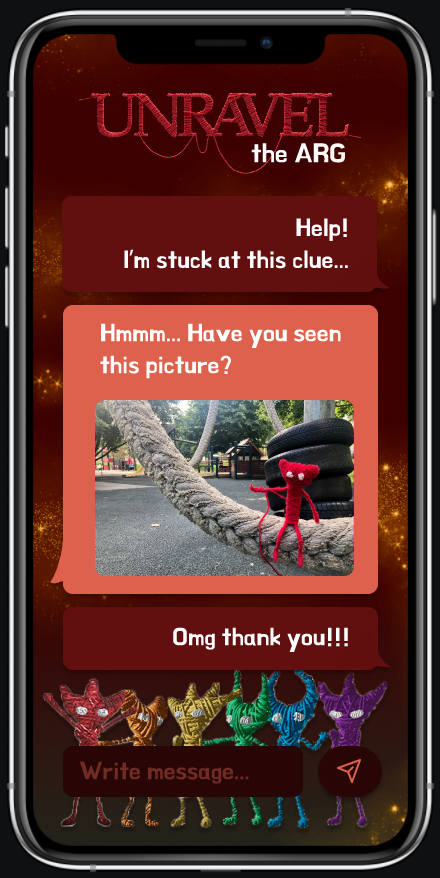 UNRAVEL
the ARG
Help!
I'm stuck at this clue...
Hmmm... Have you seen
this picture?
Omg thank you!!!
Write message...